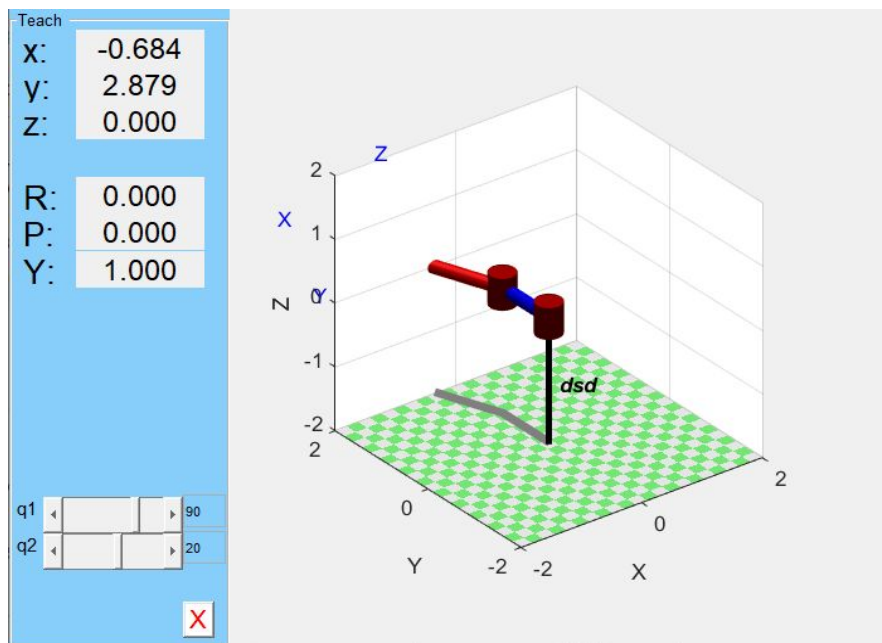 Teach
x: -0.684
y: 2.879
z: 0.000
R: 0.000
P: 0.000
Y: 1.000
q1 90
q2 20
X
Z
X
Y
Z
2
1
0
-1
-2
2
0
-2
Y
-2
0
2
X
dsd